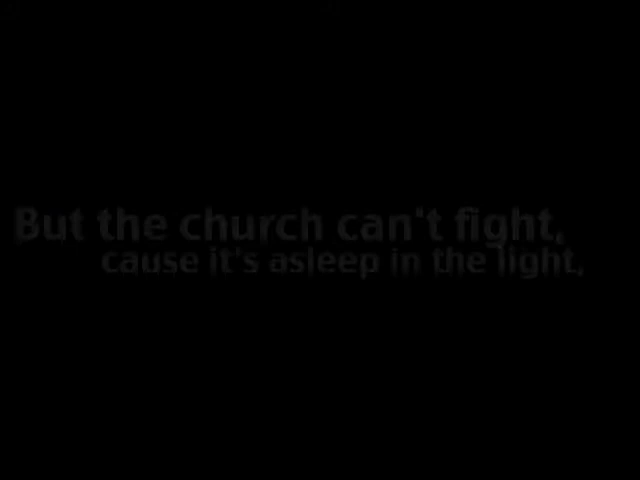 But the church can't fight,
cause it's asleep in the light,